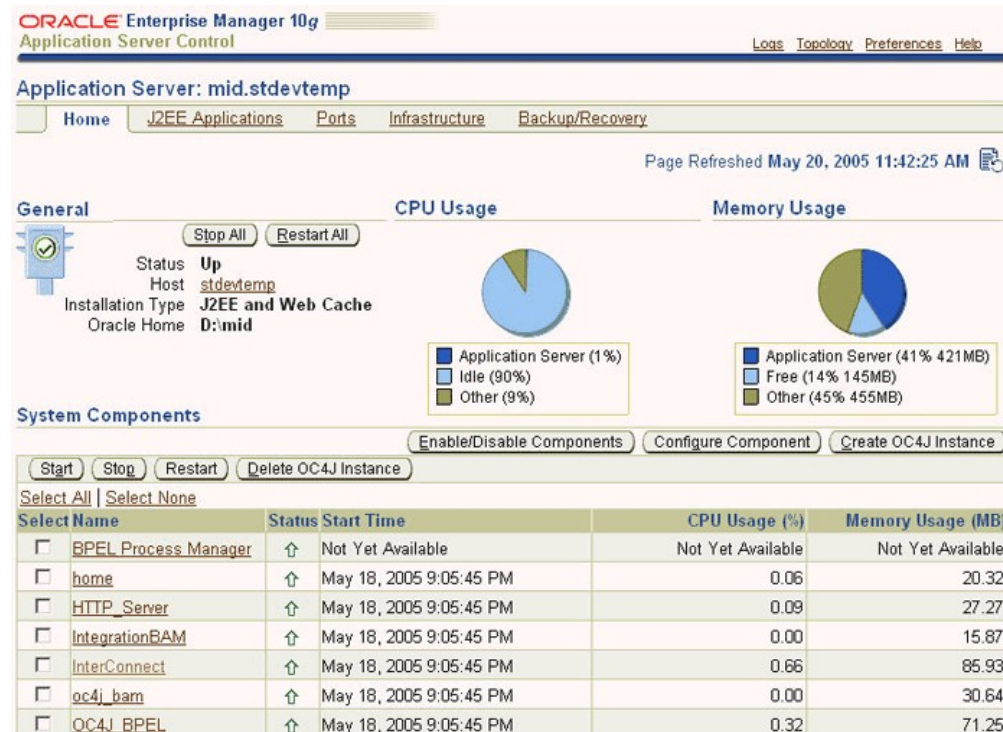 ORACLE Enterprise Manager 10g
Application Server Control
Logs Topology Preferences Help
Application Server: mid.stdevtemp
Home J2EE Applications Ports Infrastructure Backup/Recovery
Page Refreshed May 20, 2005 11:42:25 AM
General
Stop All Restart All
Status Up
Host stdevtemp
Installation Type J2EE and Web Cache
Oracle Home D:\mid
CPU Usage
Application Server (1%)
Idle (90%)
Other (9%)
Memory Usage
Application Server (41% 421MB)
Free (14% 145MB)
Other (45% 455MB)
System Components
Enable/Disable Components Configure Component Create OC4J Instance
Start Stop Restart Delete OC4J Instance
Select All | Select None
Select Name Status Start Time CPU Usage (%) Memory Usage (MB)
BPEL Process Manager Not Yet Available Not Yet Available Not Yet Available
home May 18, 2005 9:05:45 PM 0.06 20.32
HTTP_Server May 18, 2005 9:05:45 PM 0.09 27.27
IntegrationBAM May 18, 2005 9:05:45 PM 0.00 15.87
InterConnect May 18, 2005 9:05:45 PM 0.66 85.93
oc4j_bam May 18, 2005 9:05:45 PM 0.00 30.64
OC4J_BPEL May 18, 2005 9:05:45 PM 0.32 71.25